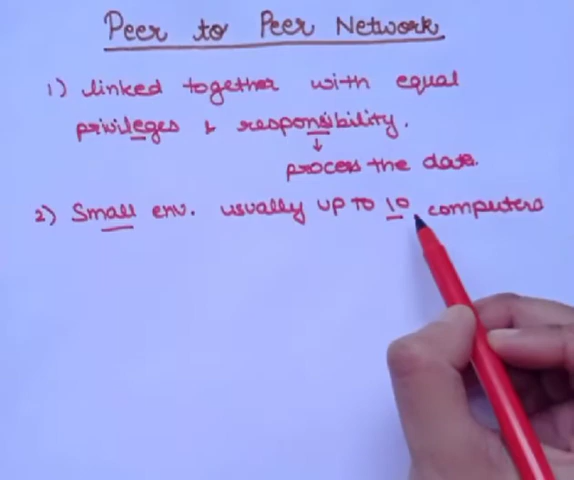 Peer to Peer Network
1) linked together with equal
privileges & responsibility.
↓
process the data.
2) Small env. usually up to 10 computers